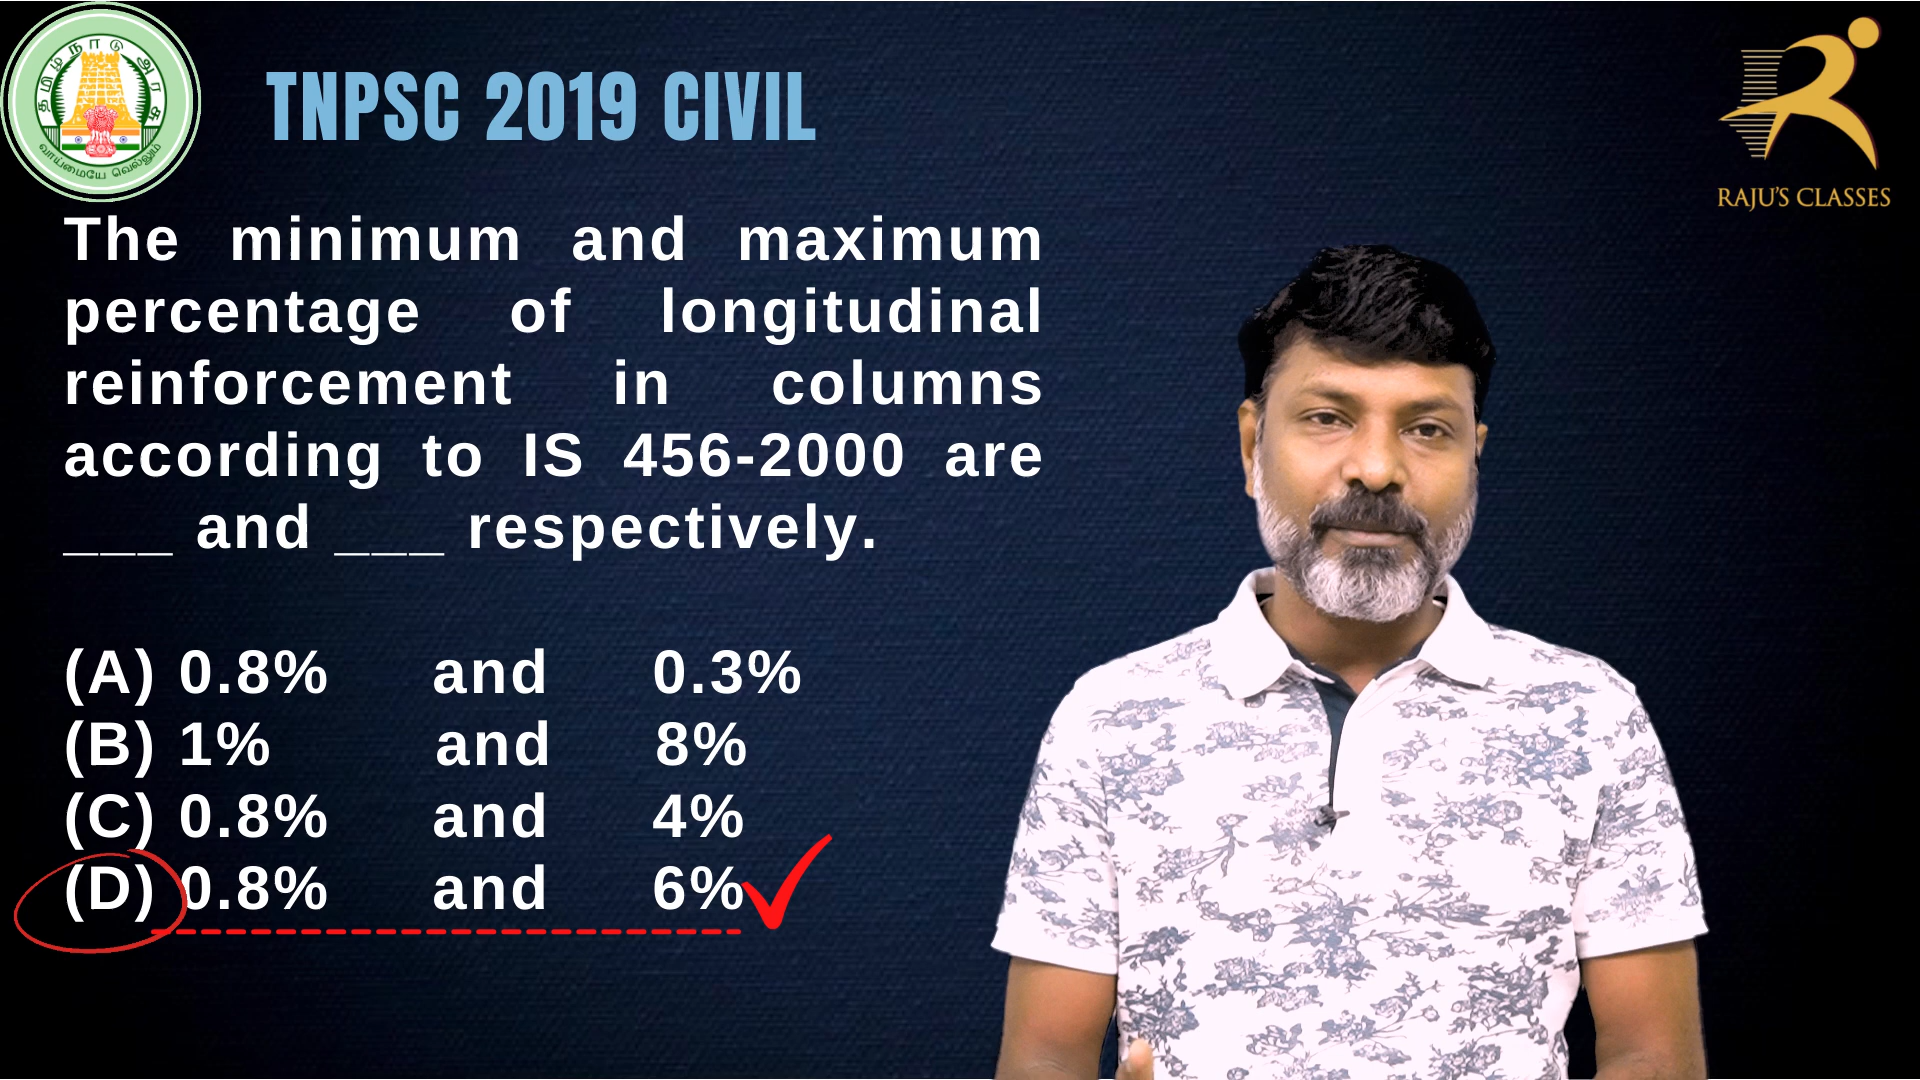 தமிழ் நாடு அரசு
வாய்மையே வெல்லும்
TNPSC 2019 CIVIL
RAJU'S CLASSES
The minimum and maximum
percentage of longitudinal
reinforcement in columns
according to IS 456-2000 are
___ and ___ respectively.
(A) 0.8% and 0.3%
(B) 1% and 8%
(C) 0.8% and 4%
(D) 0.8% and 6%